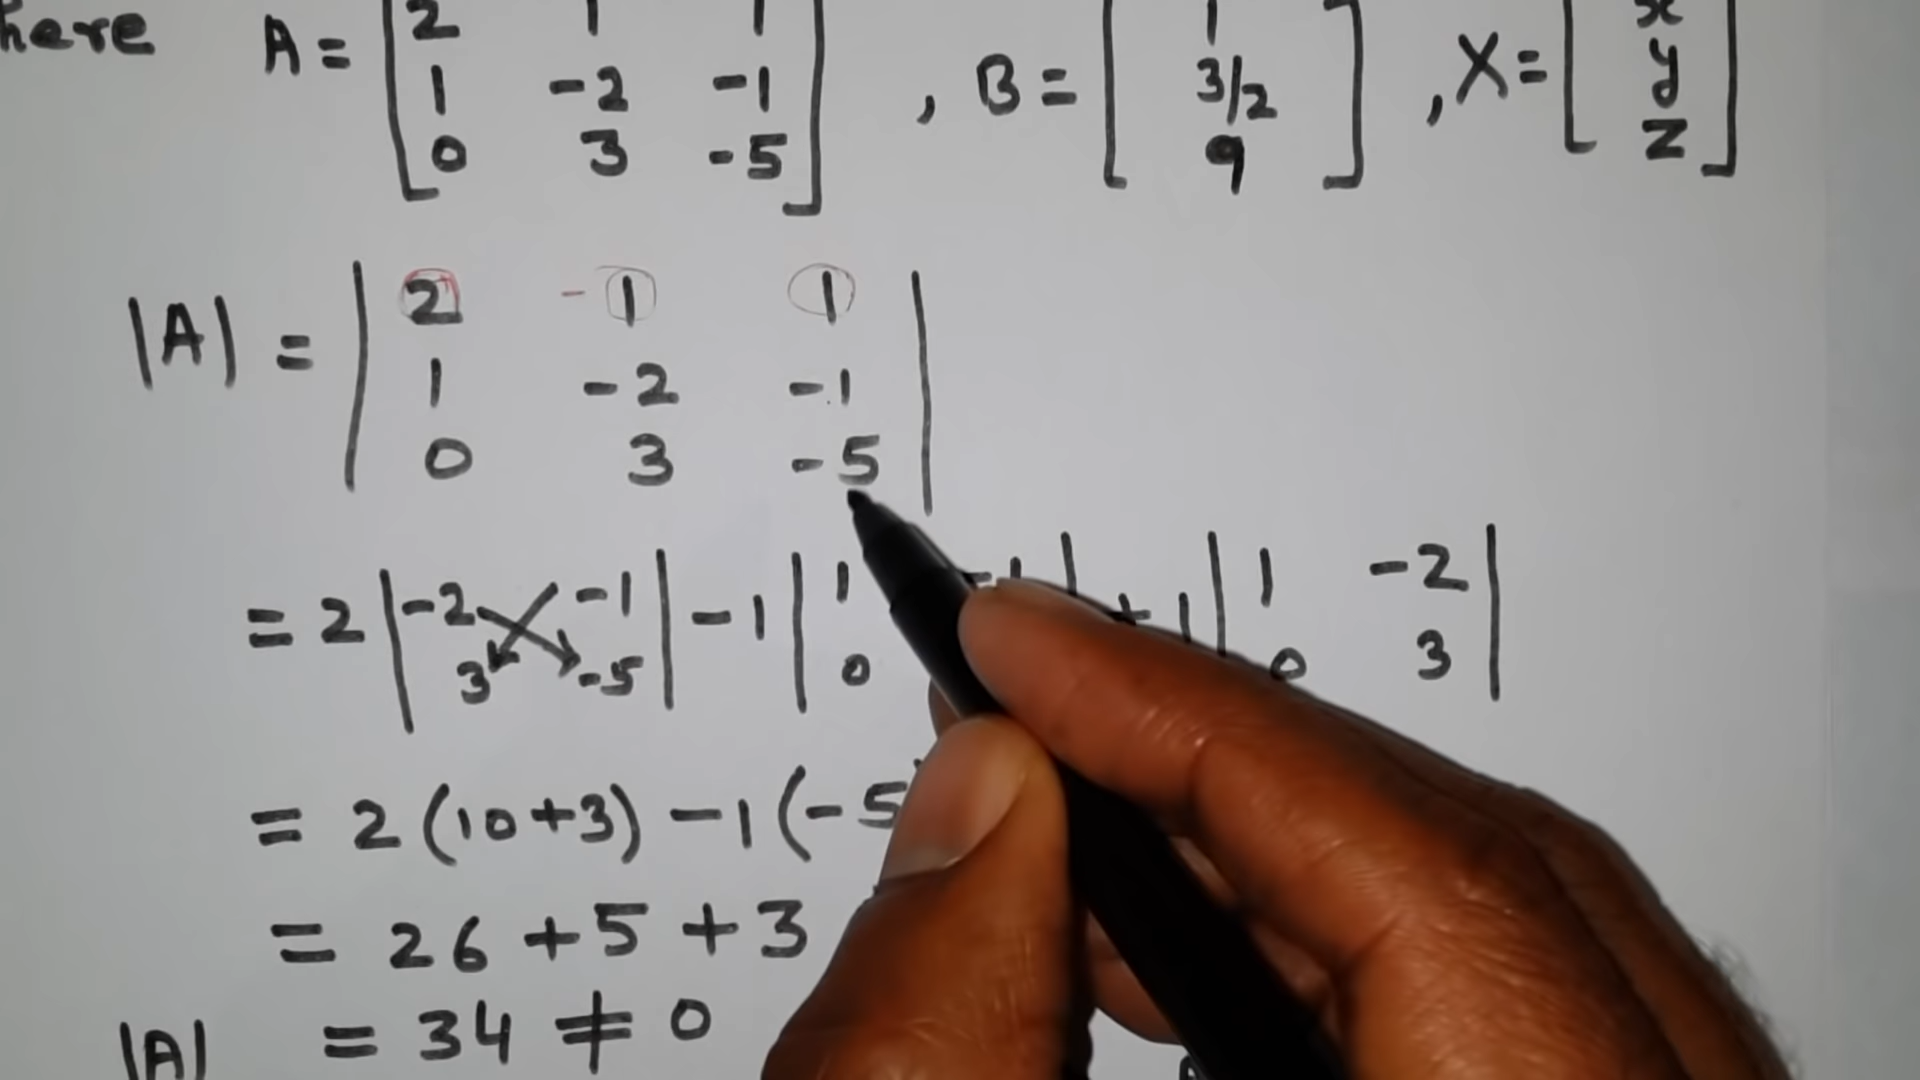 here A = [ 2 1 1 , B = [ 1 , X = [ x
1 -2 -1 3/2 y
0 3 -5 ] 9 ] z ]
|A| = | 2 - 1 1 |
1 -2 -1
0 3 -5
= 2 | -2 -1 | - 1 | 1 -1 | + 1 | 1 -2 |
3 -5 0 0 3
= 2 (10+3) - 1 (-5
= 26 + 5 + 3
|A| = 34 ≠ 0